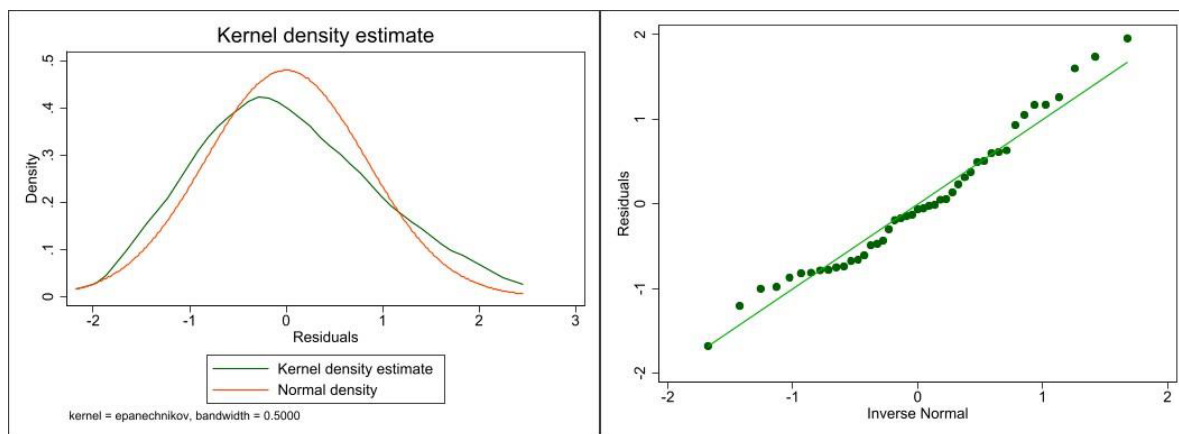 Kernel density estimate
.5
.4
.3
.2
.1
0
Density
-2 -1 0 1 2 3
Residuals
Kernel density estimate
Normal density
kernel = epanechnikov, bandwidth = 0.5000
2
1
0
-1
-2
Residuals
-2 -1 0 1 2
Inverse Normal